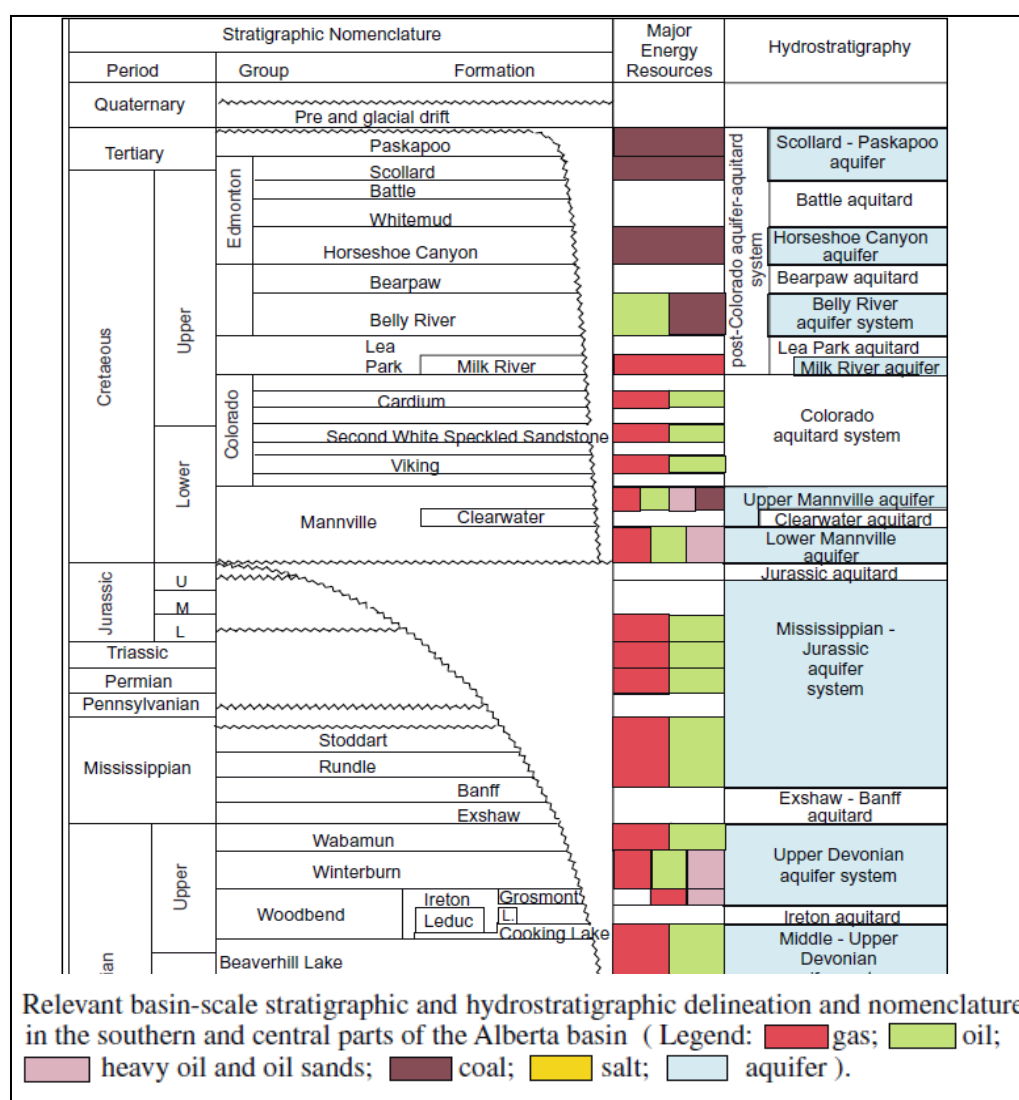 Stratigraphic Nomenclature
Major
Energy
Resources
Hydrostratigraphy
Period
Group
Formation
Quaternary
Pre and glacial drift
Tertiary
Paskapoo
Scollard - Paskapoo
aquifer
Cretaeous
Upper
Edmonton
Scollard
Battle
Whitemud
Horseshoe Canyon
post-Colorado aquifer-aquitard
system
Battle aquitard
Horseshoe Canyon
aquifer
Bearpaw
Bearpaw aquitard
Belly River
Belly River
aquifer system
Lea
Park
Milk River
Lea Park aquitard
Milk River aquifer
Colorado
Cardium
Second White Speckled Sandstone
Viking
Colorado
aquitard system
Lower
Mannville
Clearwater
Upper Mannville aquifer
Clearwater aquitard
Lower Mannville
aquifer
Jurassic
U
M
L
Jurassic aquitard
Triassic
Permian
Pennsylvanian
Mississippian -
Jurassic
aquifer
system
Mississippian
Stoddart
Rundle
Banff
Exshaw
Exshaw - Banff
aquitard
Upper
Wabamun
Winterburn
Upper Devonian
aquifer system
Woodbend
Ireton
Leduc
Grosmont
L.
Cooking Lake
Ireton aquitard
Beaverhill Lake
Middle - Upper
Devonian
Relevant basin-scale stratigraphic and hydrostratigraphic delineation and nomenclature
in the southern and central parts of the Alberta basin ( Legend: gas; oil;
heavy oil and oil sands; coal; salt; aquifer ).